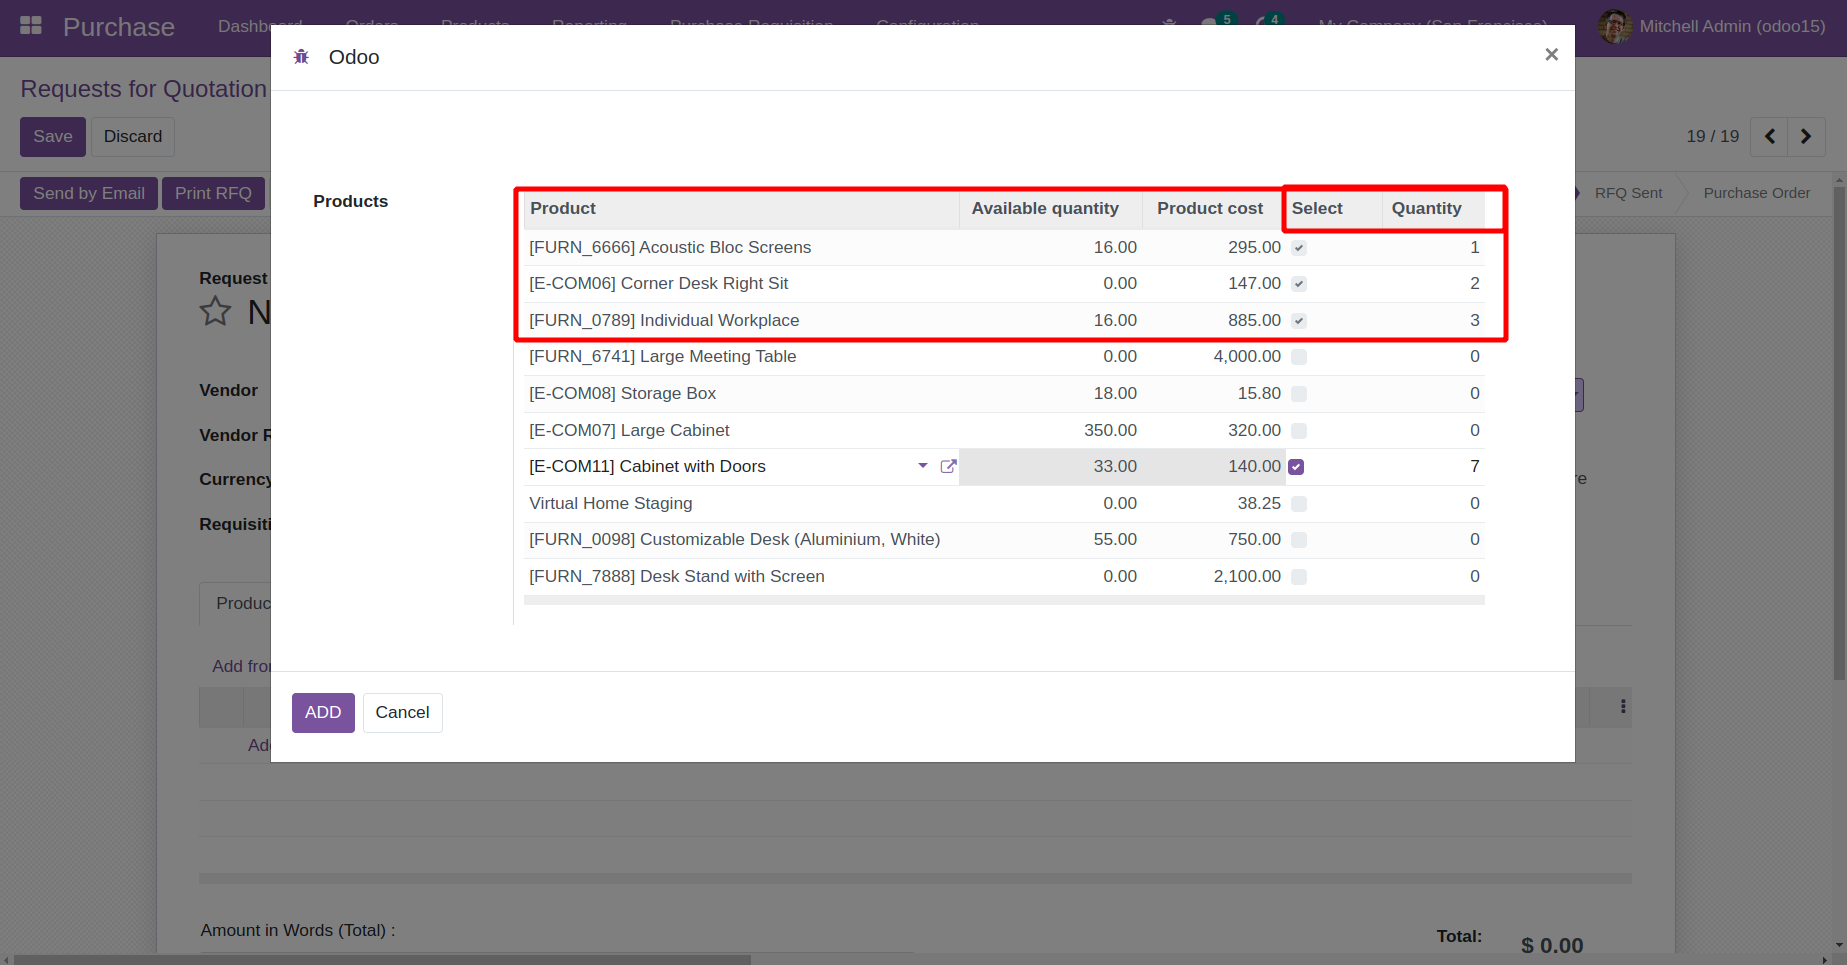 Purchase Dashboard Orders Products Reporting Purchase Requisition Configuration 5 4 My Company (San Francisco) Mitchell Admin (odoo15)
Odoo ×
Requests for Quotation
Save Discard 19 / 19
Send by Email Print RFQ RFQ Sent Purchase Order
Products
Product Available quantity Product cost Select Quantity
[FURN_6666] Acoustic Bloc Screens 16.00 295.00 1
[E-COM06] Corner Desk Right Sit 0.00 147.00 2
[FURN_0789] Individual Workplace 16.00 885.00 3
[FURN_6741] Large Meeting Table 0.00 4,000.00 0
[E-COM08] Storage Box 18.00 15.80 0
[E-COM07] Large Cabinet 350.00 320.00 0
[E-COM11] Cabinet with Doors 33.00 140.00 7
Virtual Home Staging 0.00 38.25 0
[FURN_0098] Customizable Desk (Aluminium, White) 55.00 750.00 0
[FURN_7888] Desk Stand with Screen 0.00 2,100.00 0
ADD Cancel
Request
N
Vendor
Vendor R
Currency
Requisiti
re
Produc
Add fro
Add
Amount in Words (Total) :
Total: $ 0.00